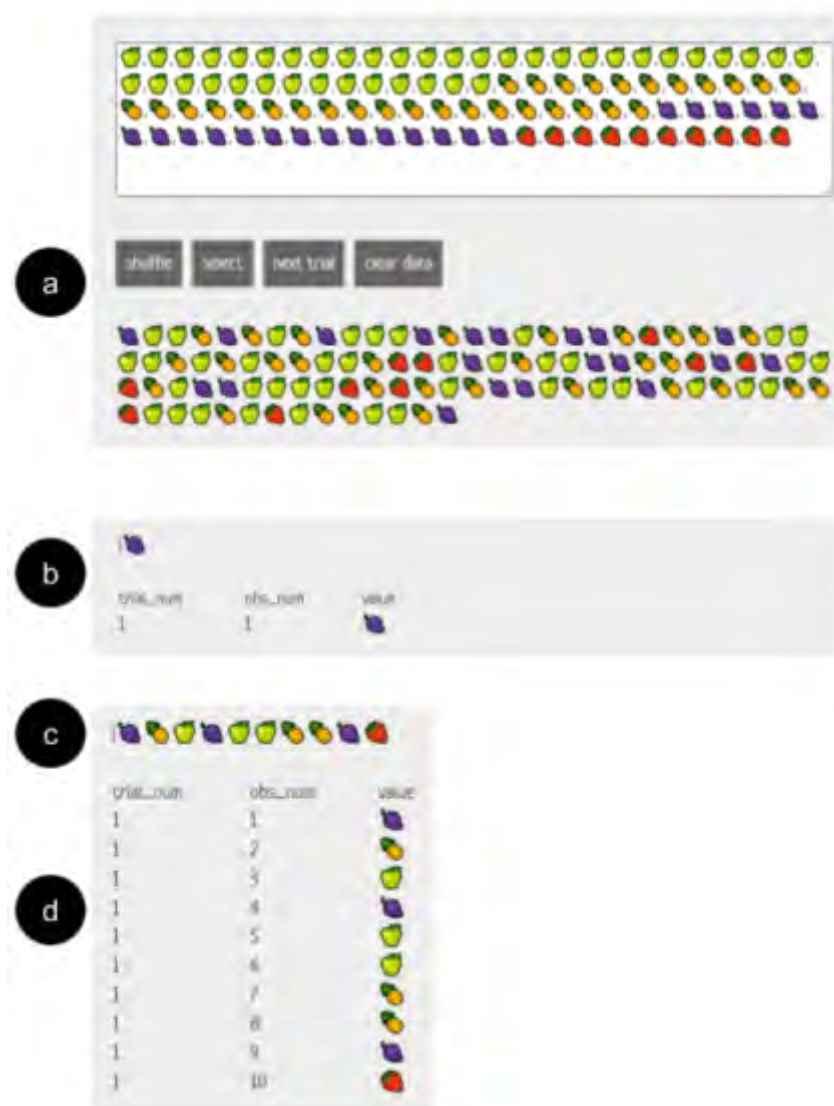 a
shuffle select next trial clear data
b
trial_num obs_num value
1 1
c
trial_num obs_num value
d
1 1
1 2
1 3
1 4
1 5
1 6
1 7
1 8
1 9
1 10